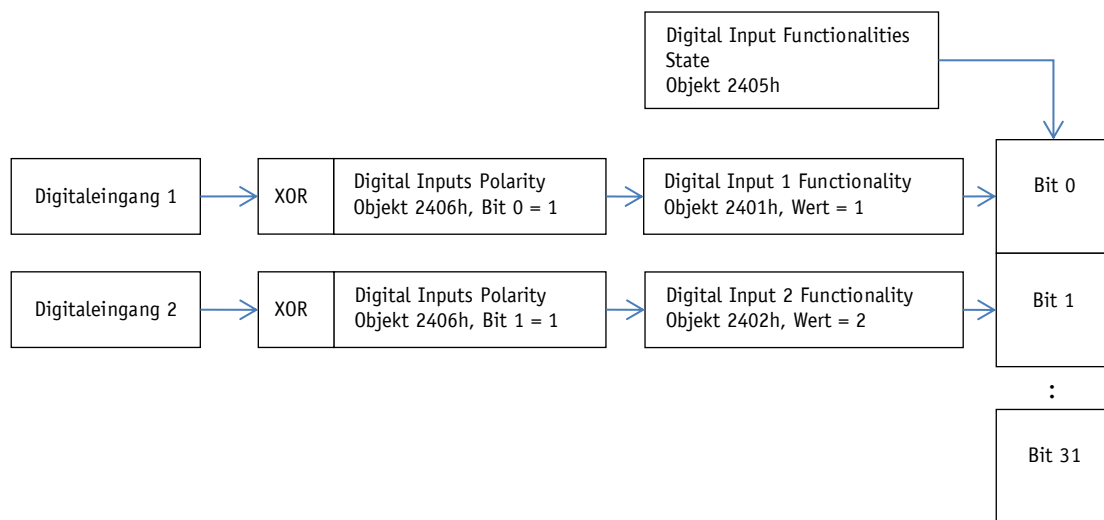 Digital Input Functionalities
State
Objekt 2405h
Digitaleingang 1
XOR
Digital Inputs Polarity
Objekt 2406h, Bit 0 = 1
Digital Input 1 Functionality
Objekt 2401h, Wert = 1
Bit 0
Digitaleingang 2
XOR
Digital Inputs Polarity
Objekt 2406h, Bit 1 = 1
Digital Input 2 Functionality
Objekt 2402h, Wert = 2
Bit 1
:
Bit 31